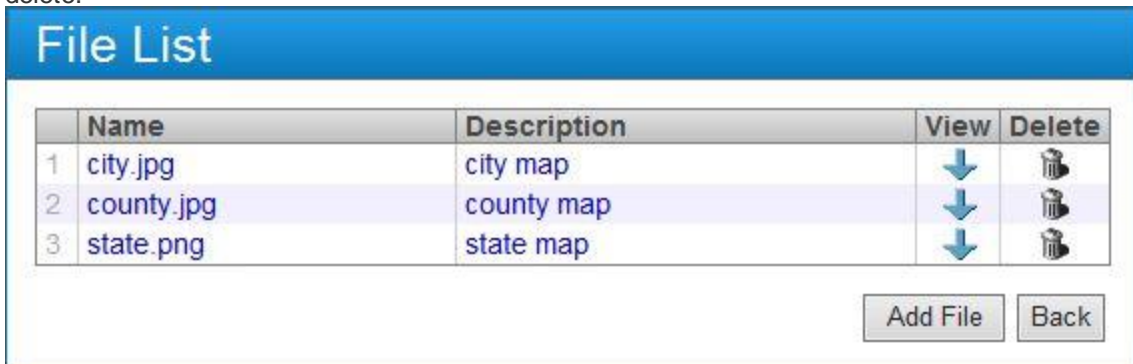 delete.
File List
Name Description View Delete
1 city.jpg city map
2 county.jpg county map
3 state.png state map
Add File Back